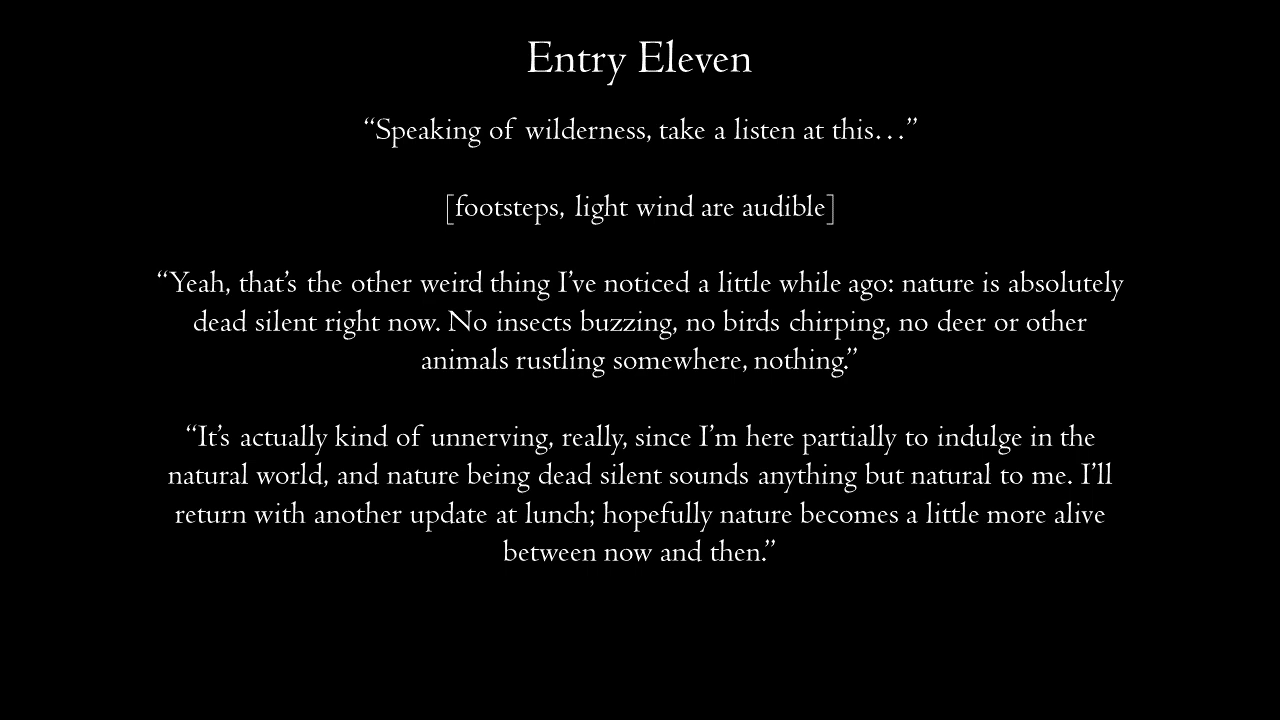 Entry Eleven
“Speaking of wilderness, take a listen at this…”
[footsteps, light wind are audible]
“Yeah, that’s the other weird thing I’ve noticed a little while ago: nature is absolutely
dead silent right now. No insects buzzing, no birds chirping, no deer or other
animals rustling somewhere, nothing.”
“It’s actually kind of unnerving, really, since I’m here partially to indulge in the
natural world, and nature being dead silent sounds anything but natural to me. I’ll
return with another update at lunch; hopefully nature becomes a little more alive
between now and then.”